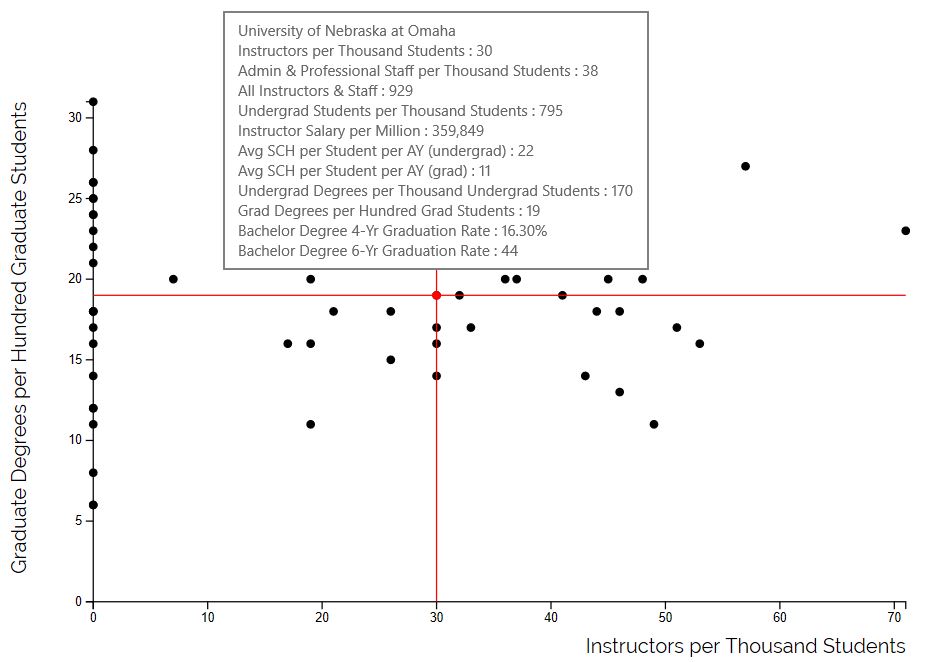 University of Nebraska at Omaha
Instructors per Thousand Students : 30
Admin & Professional Staff per Thousand Students : 38
All Instructors & Staff : 929
Undergrad Students per Thousand Students : 795
Instructor Salary per Million : 359,849
Avg SCH per Student per AY (undergrad) : 22
Avg SCH per Student per AY (grad) : 11
Undergrad Degrees per Thousand Undergrad Students : 170
Grad Degrees per Hundred Grad Students : 19
Bachelor Degree 4-Yr Graduation Rate : 16.30%
Bachelor Degree 6-Yr Graduation Rate : 44
Graduate Degrees per Hundred Graduate Students
30
25
20
15
10
5
0
0 10 20 30 40 50 60 70
Instructors per Thousand Students